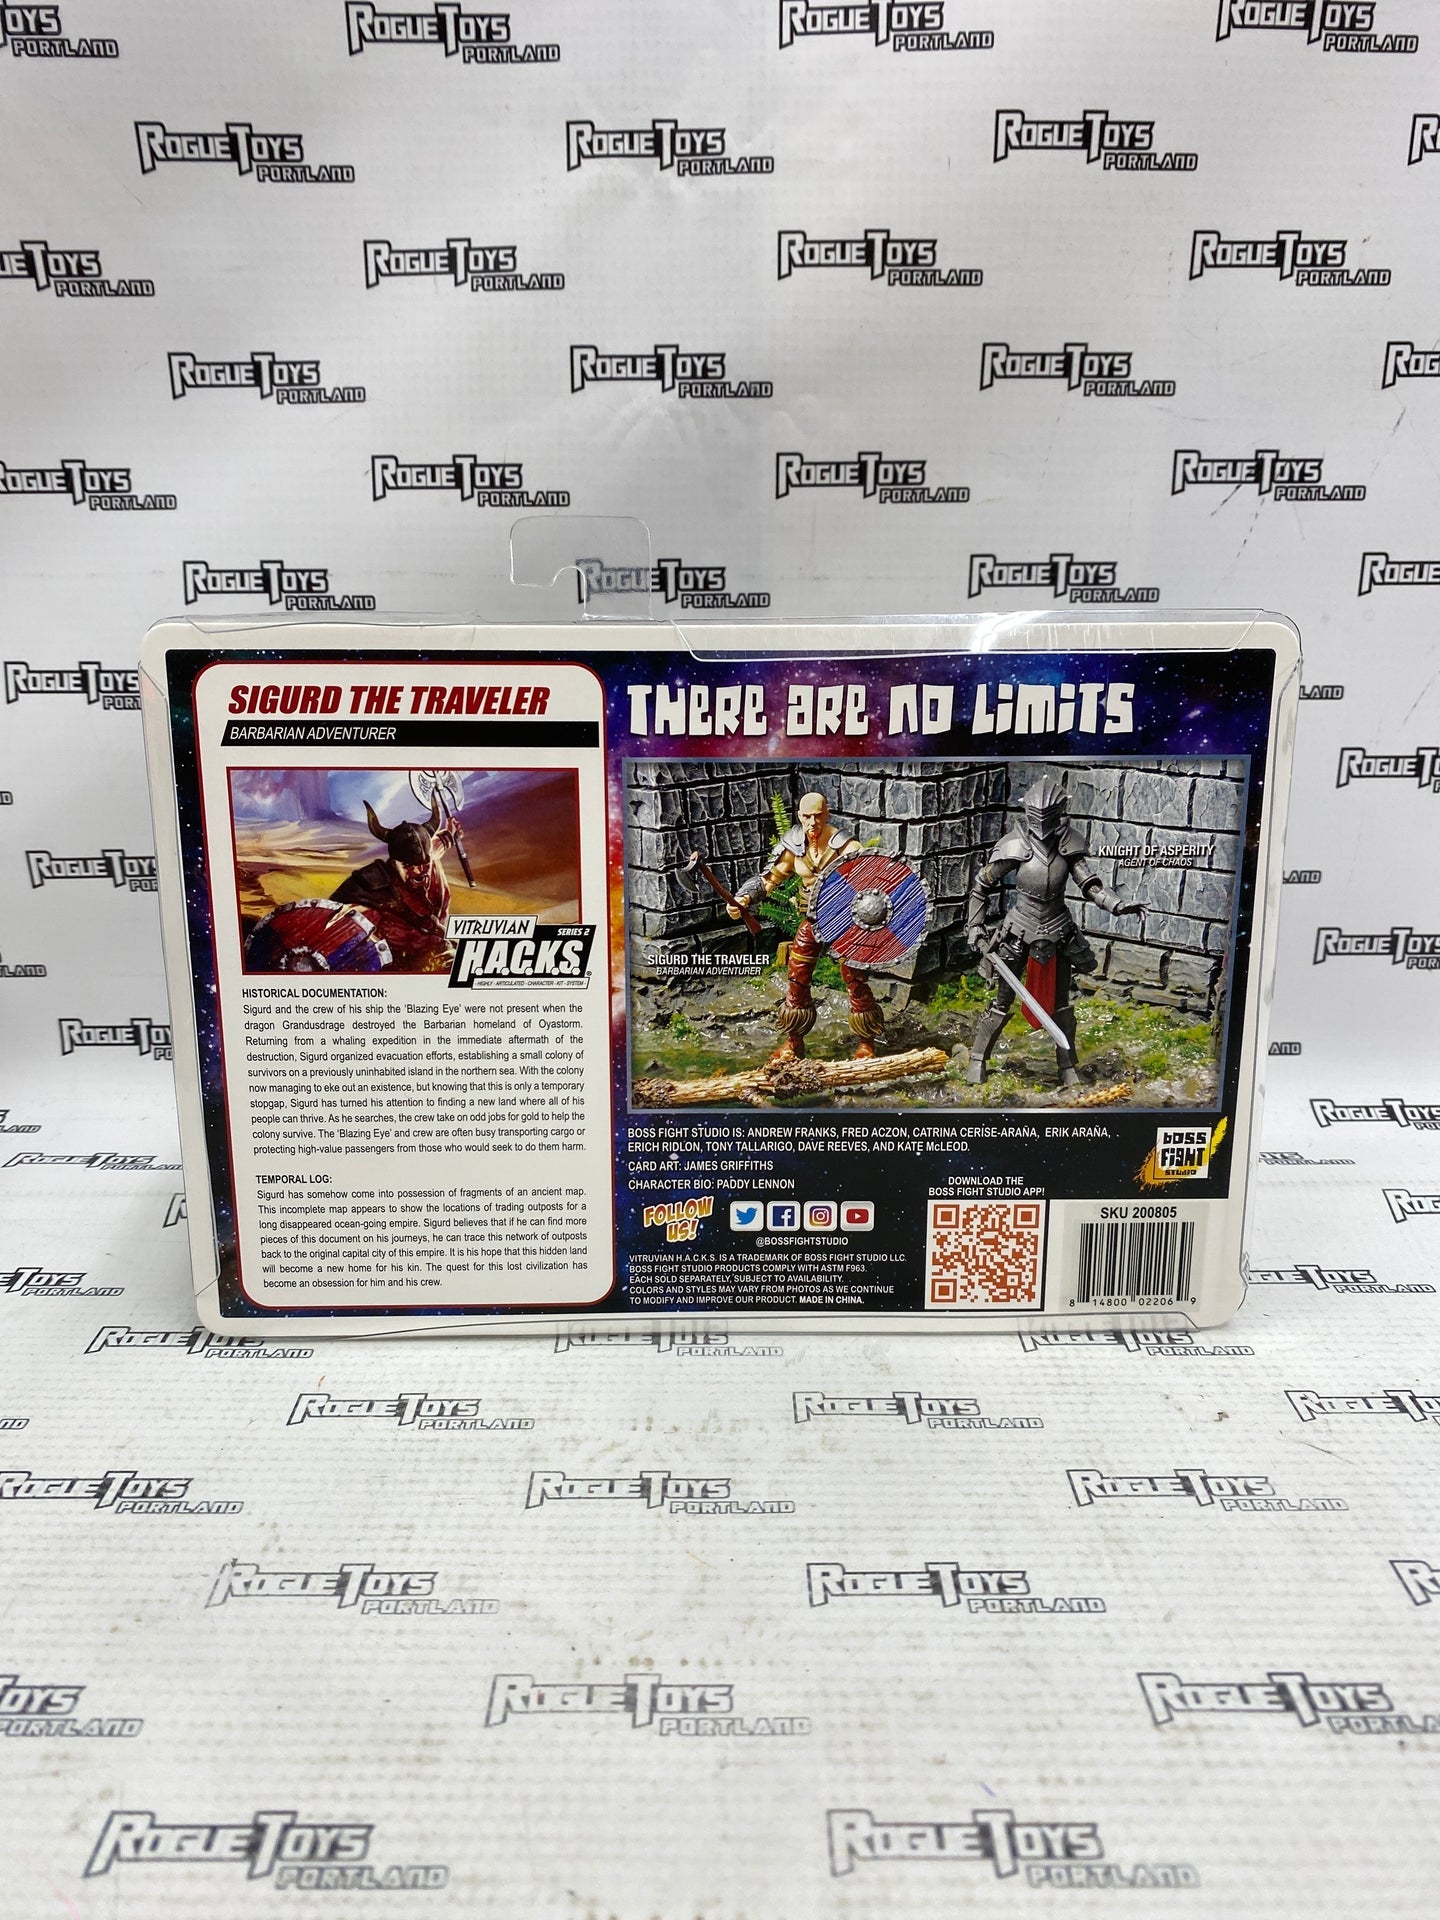 ROGUE TOYS
PORTLAND
SIGURD THE TRAVELER
BARBARIAN ADVENTURER
VITRUVIAN
SERIES 2
H.A.C.K.S.
HIGHLY - ARTICULATED - CHARACTER - KIT - SYSTEM
HISTORICAL DOCUMENTATION:
Sigurd and the crew of his ship the 'Blazing Eye' were not present when the
dragon Grandusdrage destroyed the Barbarian homeland of Oyastorm.
Returning from a whaling expedition in the immediate aftermath of the
destruction, Sigurd organized evacuation efforts, establishing a small colony of
survivors on a previously uninhabited island in the northern sea. With the colony
now managing to eke out an existence, but knowing that this is only a temporary
stopgap, Sigurd has turned his attention to finding a new land where all of his
people can thrive. As he searches, the crew take on odd jobs for gold to help the
colony survive. The 'Blazing Eye' and crew are often busy transporting cargo or
protecting high-value passengers from those who would seek to do them harm.
TEMPORAL LOG:
Sigurd has somehow come into possession of fragments of an ancient map.
This incomplete map appears to show the locations of trading outposts for a
long disappeared ocean-going empire. Sigurd believes that if he can find more
pieces of this document on his journeys, he can trace this network of outposts
back to the original capital city of this empire. It is his hope that this hidden land
will become a new home for his kin. The quest for this lost civilization has
become an obsession for him and his crew.
THERE ARE NO LIMITS
KNIGHT OF ASPERITY
AGENT OF CHAOS
SIGURD THE TRAVELER
BARBARIAN ADVENTURER
BOSS FIGHT STUDIO IS: ANDREW FRANKS, FRED ACZON, CATRINA CERISE-ARAÑA, ERIK ARAÑA,
ERICH RIDLON, TONY TALLARIGO, DAVE REEVES, AND KATE McLEOD.
CARD ART: JAMES GRIFFITHS
CHARACTER BIO: PADDY LENNON
BOSS
FIGHT
STUDIO
FOLLOW
US!
@BOSSFIGHTSTUDIO
VITRUVIAN H.A.C.K.S. IS A TRADEMARK OF BOSS FIGHT STUDIO LLC.
BOSS FIGHT STUDIO PRODUCTS COMPLY WITH ASTM F963.
EACH SOLD SEPARATELY, SUBJECT TO AVAILABILITY.
COLORS AND STYLES MAY VARY FROM PHOTOS AS WE CONTINUE
TO MODIFY AND IMPROVE OUR PRODUCT. MADE IN CHINA.
DOWNLOAD THE
BOSS FIGHT STUDIO APP!
SKU 200805
8 14800 02206 9